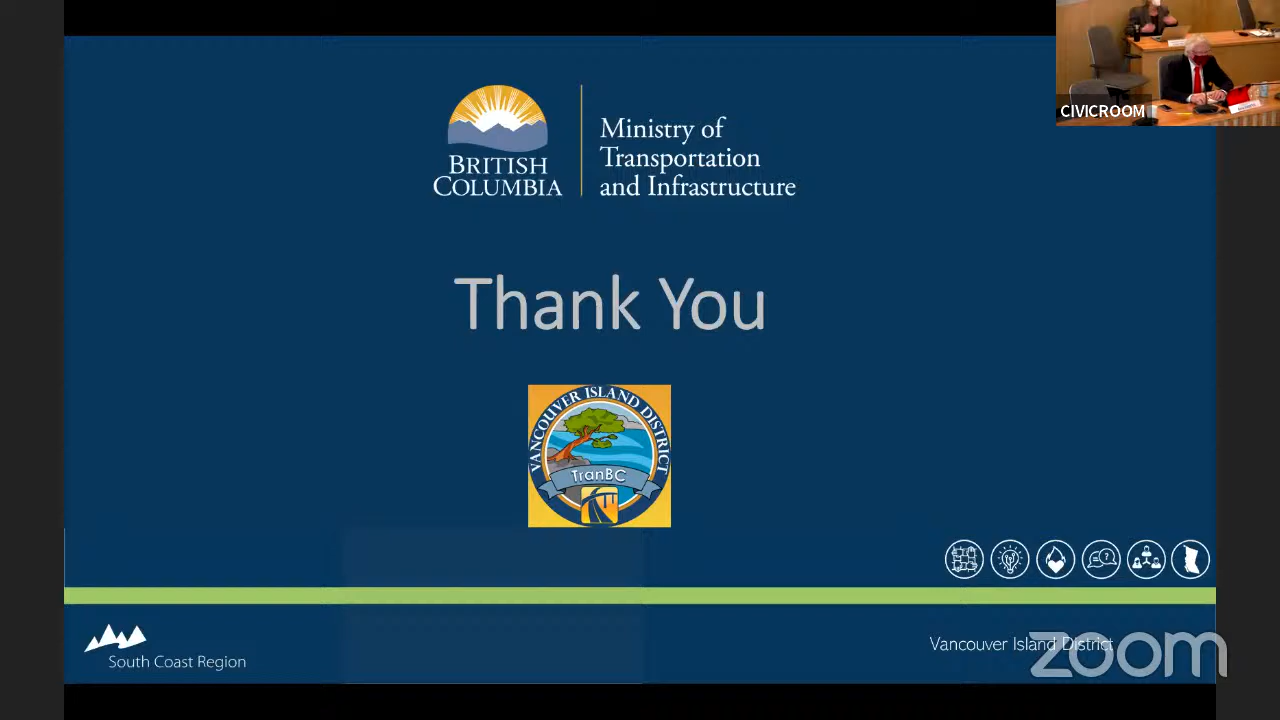 CIVICROOM
BRITISH
COLUMBIA
Ministry of
Transportation
and Infrastructure
Thank You
VANCOUVER ISLAND DISTRICT
TranBC
?
South Coast Region
Vancouver Island District
zoom